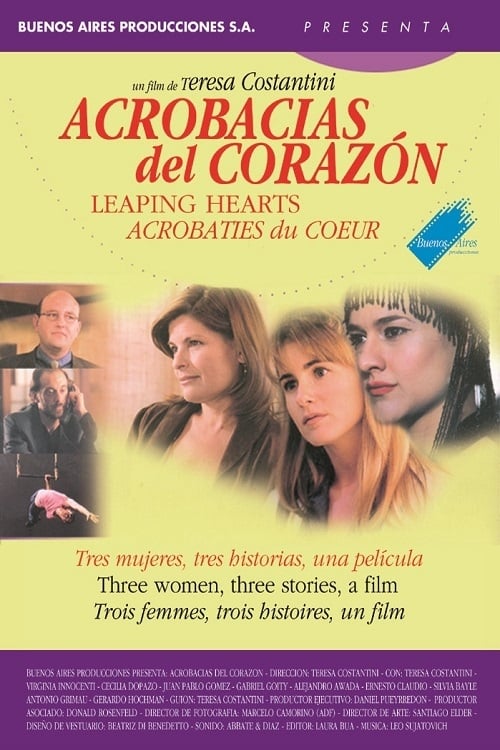 BUENOS AIRES PRODUCCIONES S.A. PRESENTA
un film de Teresa Costantini
ACROBACIAS
del CORAZÓN
LEAPING HEARTS
ACROBATIES du COEUR
Buenos Aires
producciones
Tres mujeres, tres historias, una película
Three women, three stories, a film
Trois femmes, trois histoires, un film
BUENOS AIRES PRODUCCIONES PRESENTA: ACROBACIAS DEL CORAZON - DIRECCION: TERESA COSTANTINI - CON: TERESA COSTANTINI -
VIRGINIA INNOCENTI - CECILIA DOPAZO - JUAN PABLO GOMEZ - GABRIEL GOITY - ALEJANDRO AWADA - ERNESTO CLAUDIO - SILVIA BAYLE
ANTONIO GRIMAU - GERARDO HOCHMAN - GUION: TERESA COSTANTINI - PRODUCTOR EJECUTIVO: DANIEL PUEYRREDON - PRODUCTOR
ASOCIADO: DONALD ROSENFELD - DIRECTOR DE FOTOGRAFIA: MARCELO CAMORINO (ADF) - DIRECTOR DE ARTE: SANTIAGO ELDER -
DISEÑO DE VESTUARIO: BEATRIZ DI BENEDETTO - SONIDO: ABBATE & DIAZ - EDITOR: LAURA BUA - MUSICA: LEO SUJATOVICH